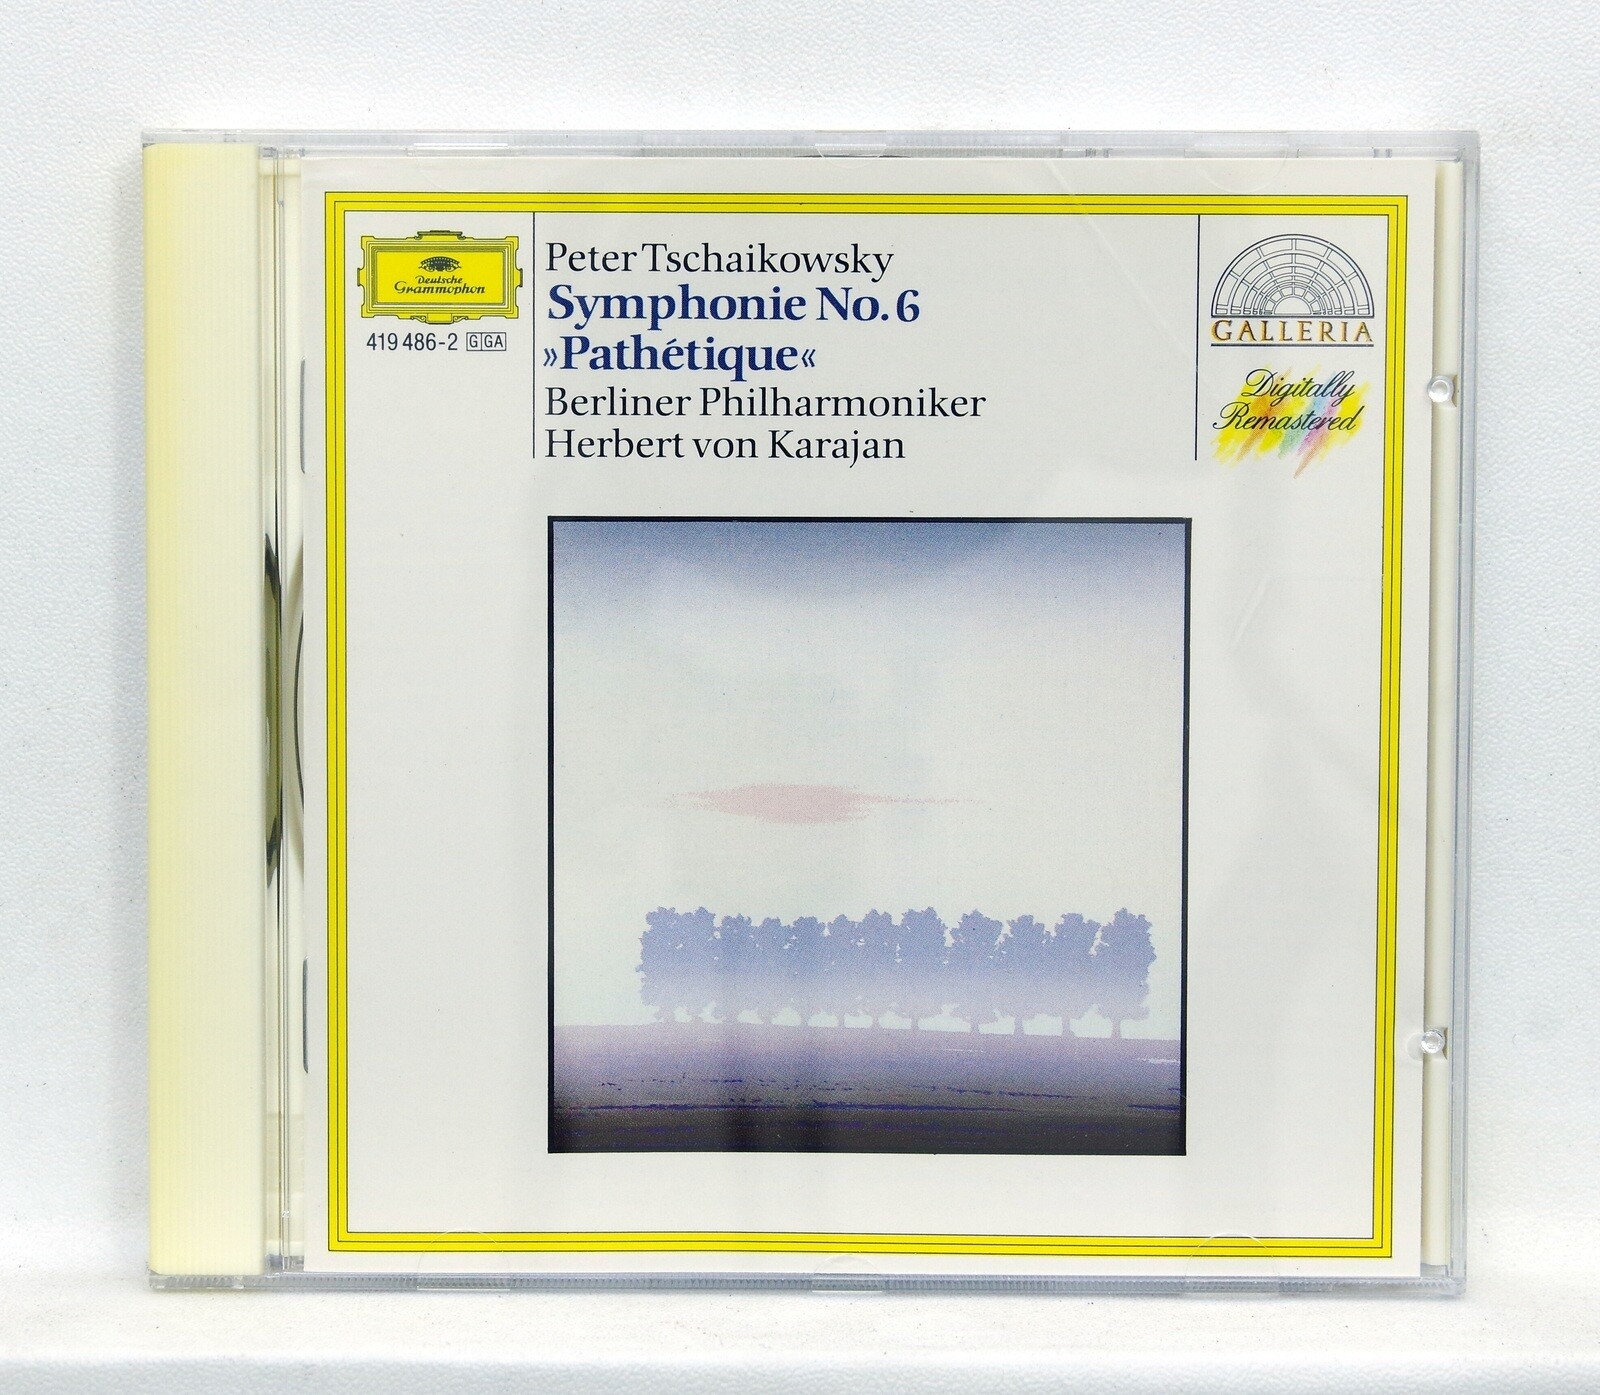 Deutsche
Grammophon
419 486-2 G GA
Peter Tschaikowsky
Symphonie No. 6
»Pathétique«
Berliner Philharmoniker
Herbert von Karajan
GALLERIA
Digitally
Remastered